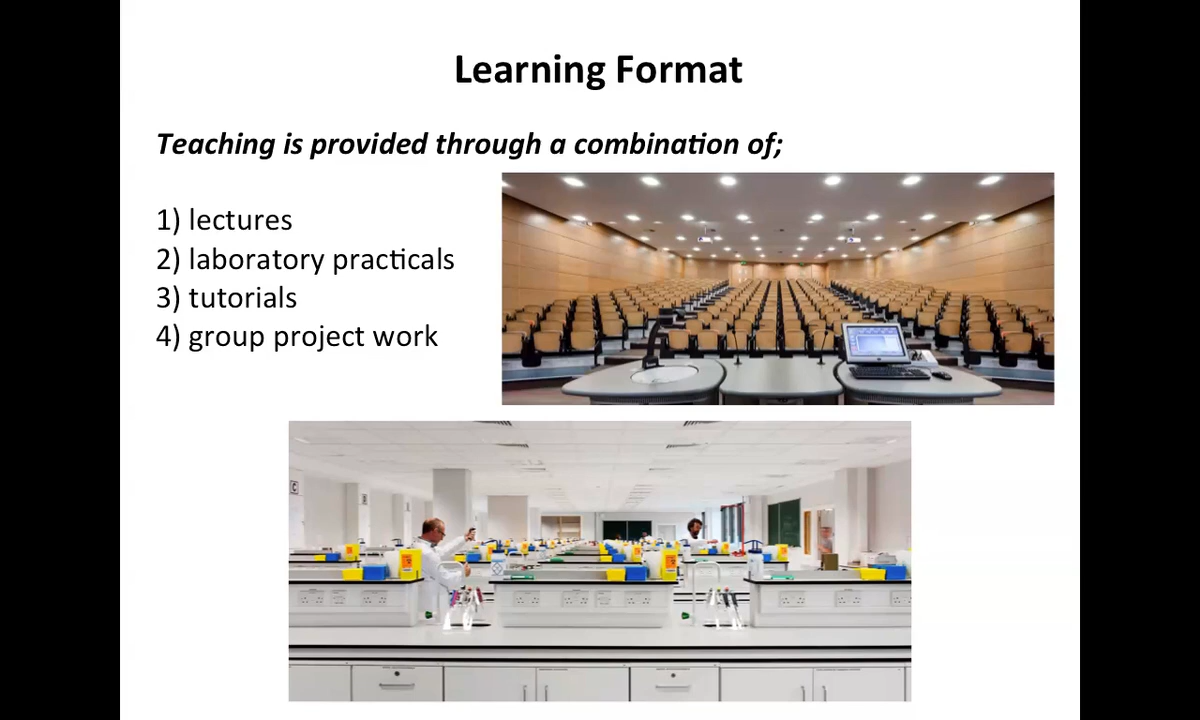 Learning Format
Teaching is provided through a combination of;
1) lectures
2) laboratory practicals
3) tutorials
4) group project work
C